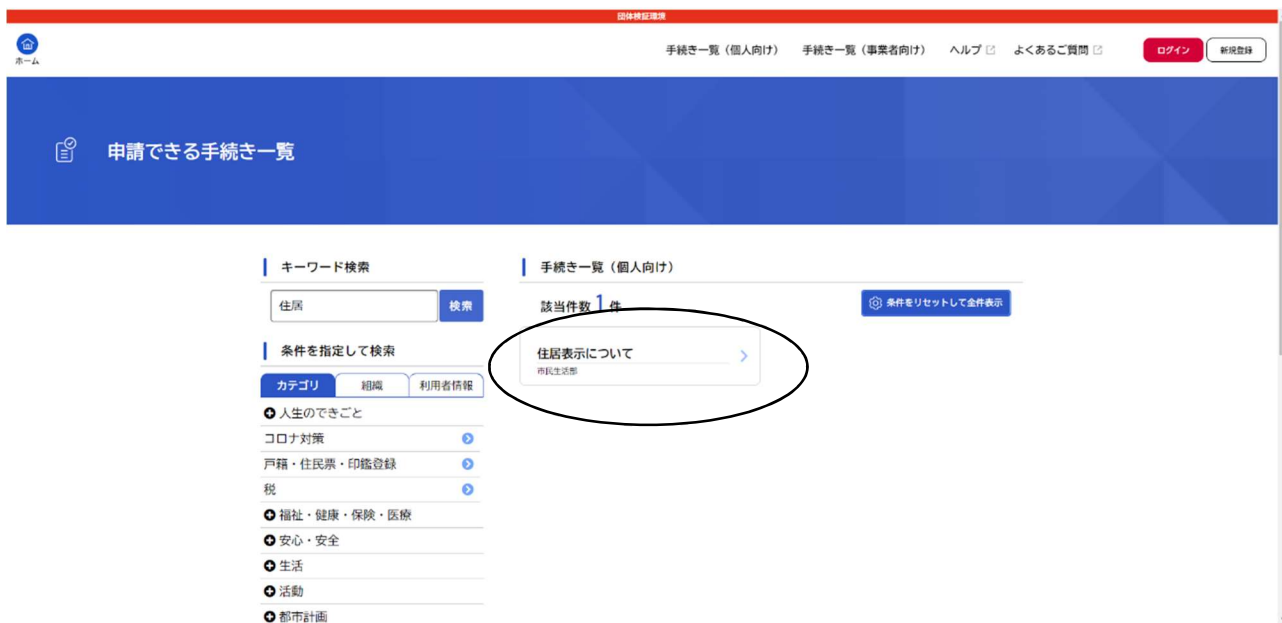 団体検証環境
ホーム
手続き一覧（個人向け） 手続き一覧（事業者向け） ヘルプ よくあるご質問 ログイン 新規登録
申請できる手続き一覧
キーワード検索
住居 検索
条件を指定して検索
カテゴリ 組織 利用者情報
人生のできごと
コロナ対策
戸籍・住民票・印鑑登録
税
福祉・健康・保険・医療
安心・安全
生活
活動
都市計画
手続き一覧（個人向け）
該当件数 1 件
条件をリセットして全件表示
住居表示について
市民生活部